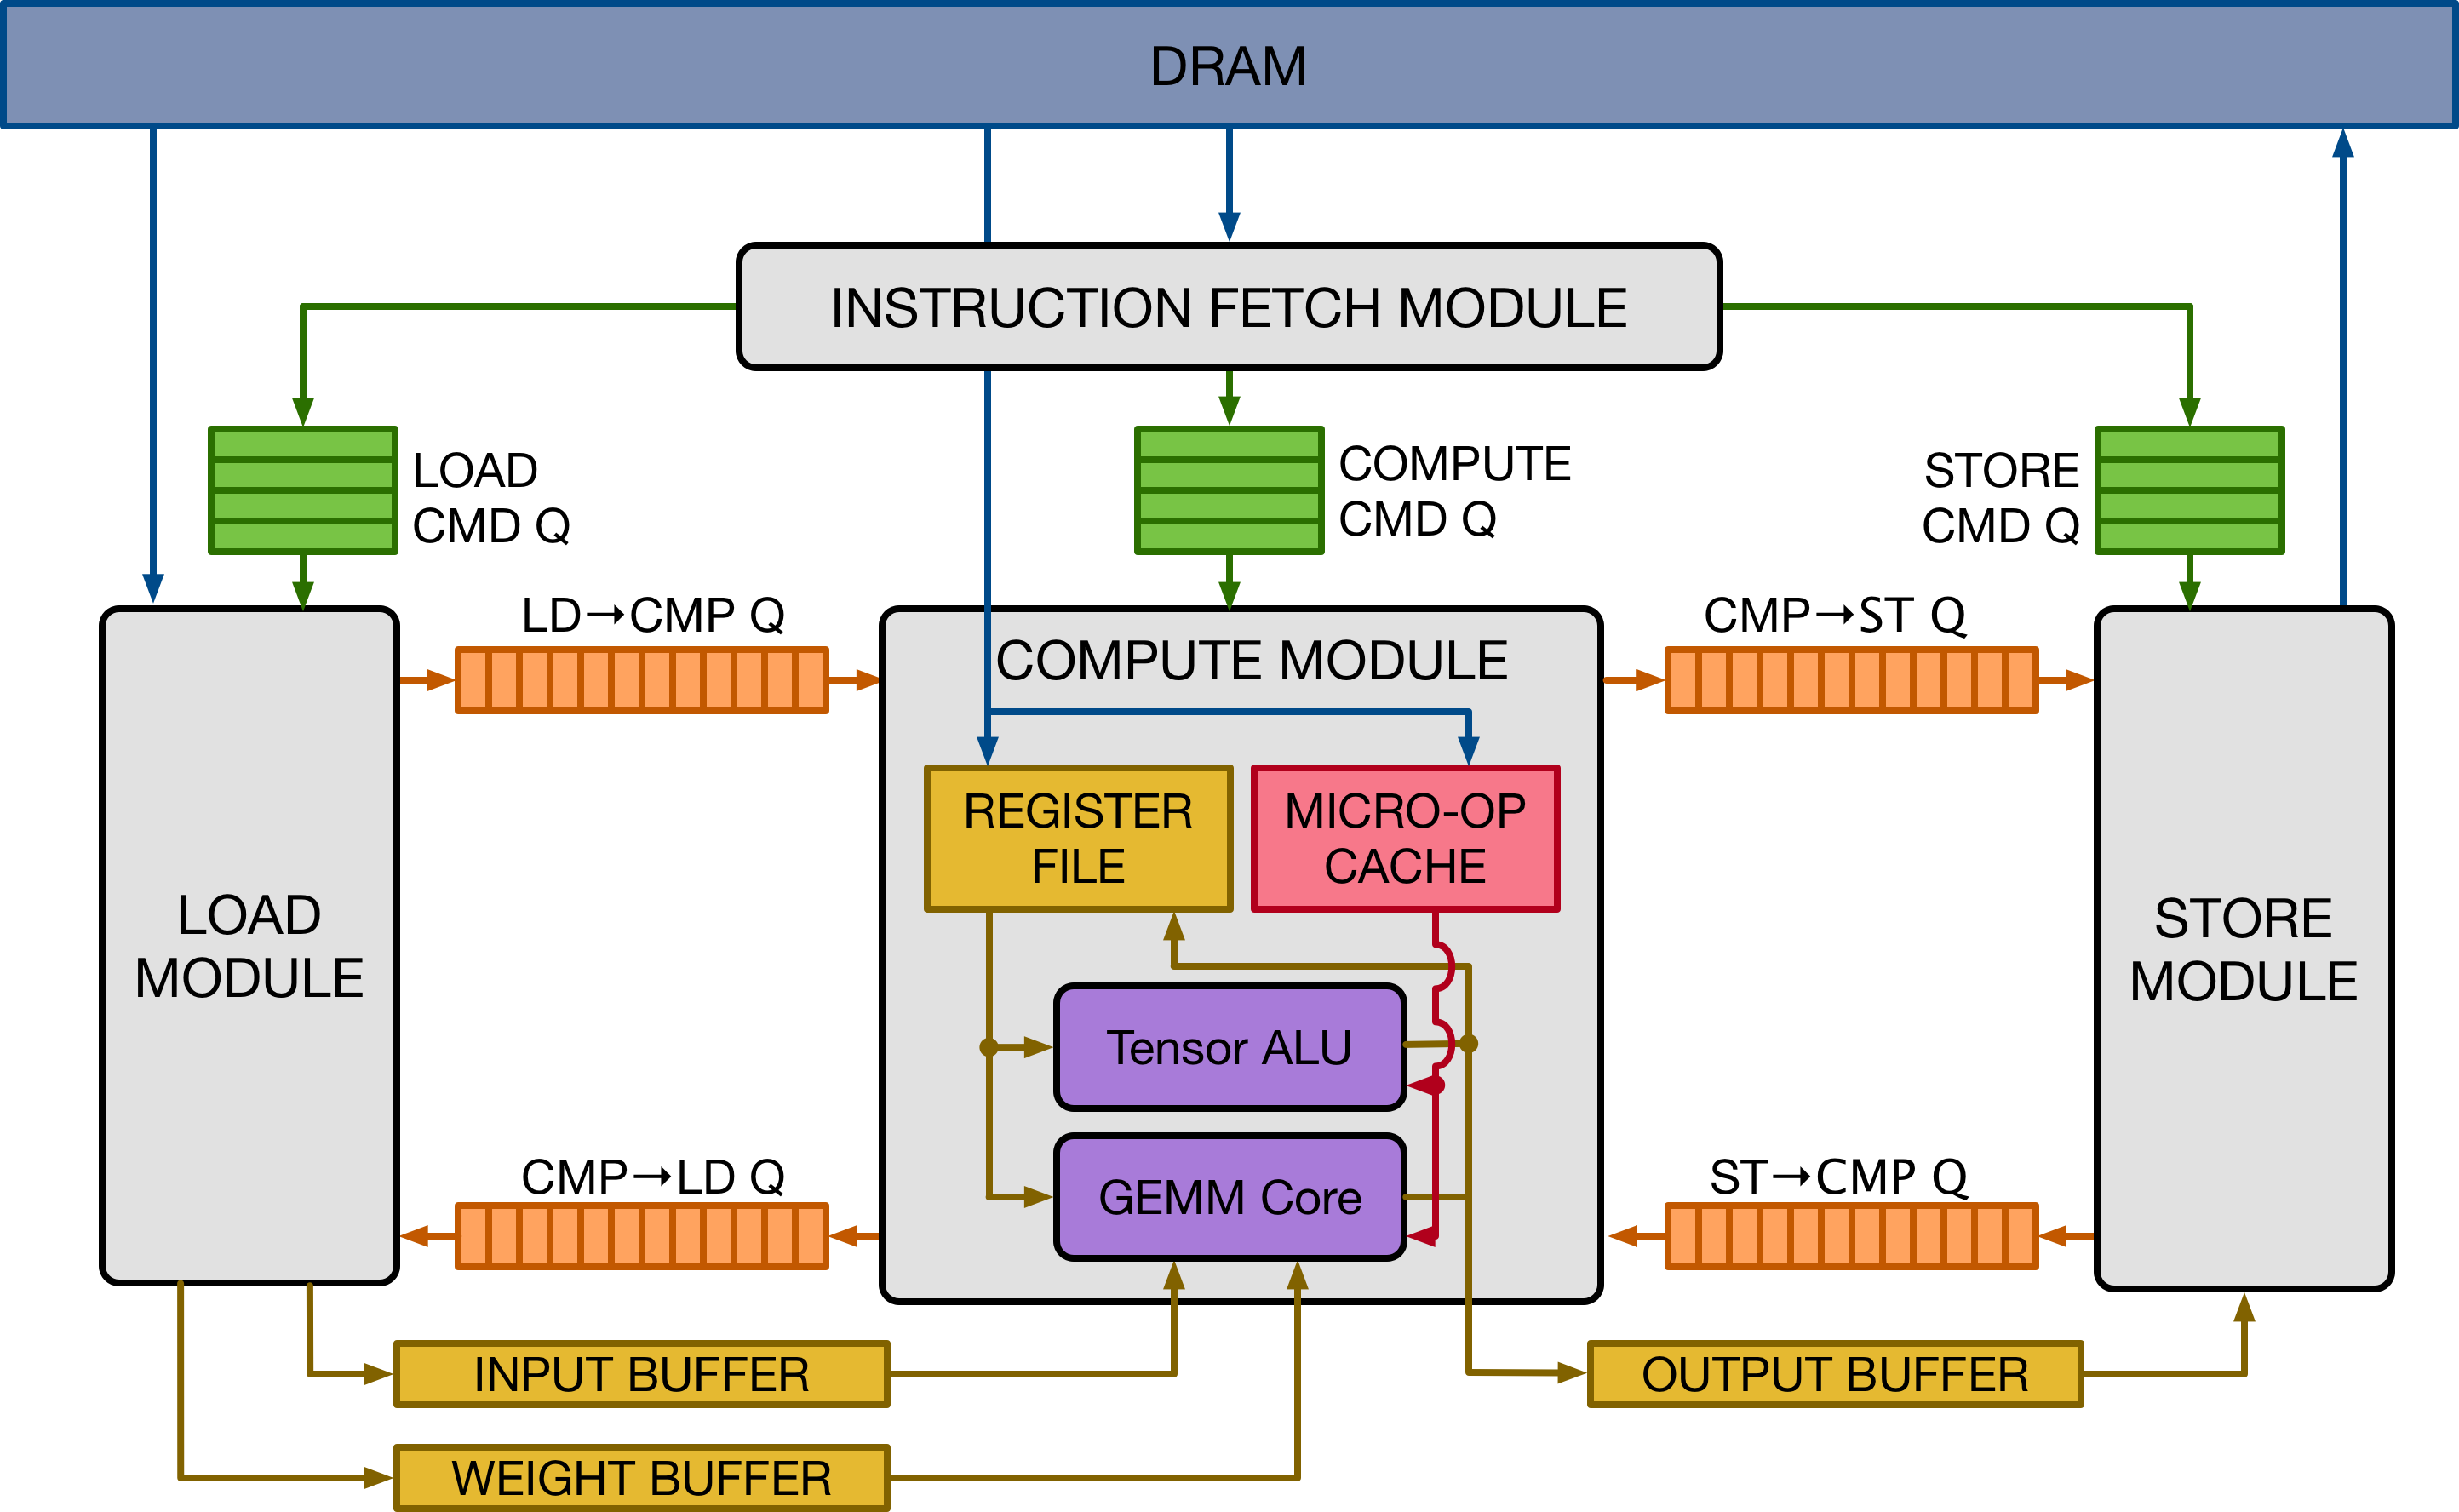 DRAM
INSTRUCTION FETCH MODULE
LOAD
CMD Q
COMPUTE
CMD Q
STORE
CMD Q
LD→CMP Q
CMP→ST Q
COMPUTE MODULE
REGISTER
FILE
MICRO-OP
CACHE
LOAD
MODULE
STORE
MODULE
Tensor ALU
GEMM Core
CMP→LD Q
ST→CMP Q
INPUT BUFFER
OUTPUT BUFFER
WEIGHT BUFFER